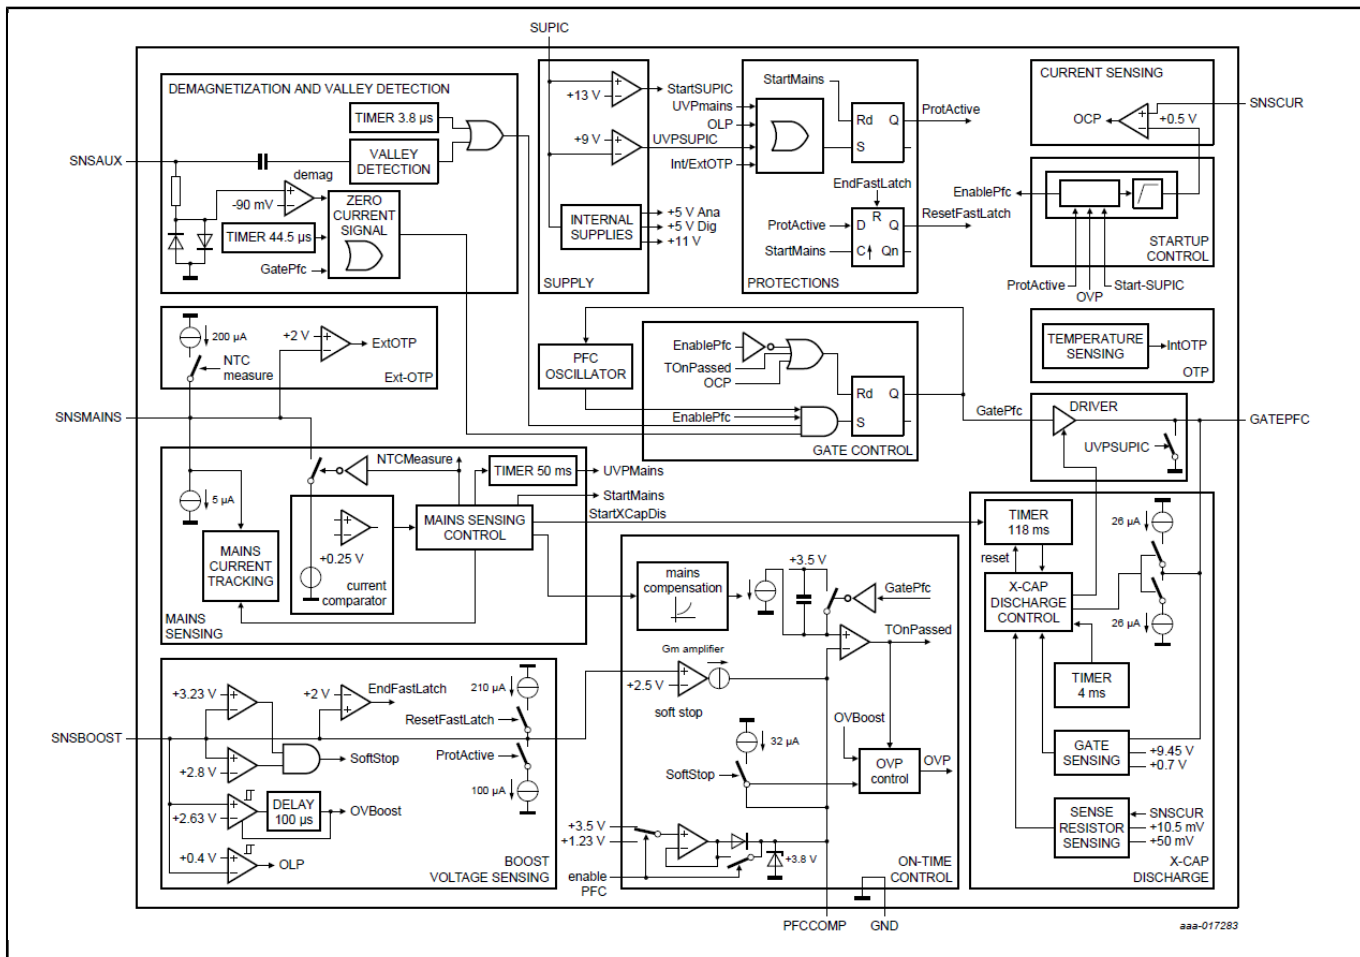 SUPIC
DEMAGNETIZATION AND VALLEY DETECTION
TIMER 3.8 μs
VALLEY
DETECTION
SNSAUX
demag
-90 mV
ZERO
CURRENT
SIGNAL
TIMER 44.5 μs
GatePfc
+13 V
StartSUPIC
+9 V
UVPSUPIC
INTERNAL
SUPPLIES
+5 V Ana
+5 V Dig
+11 V
SUPPLY
StartMains
UVPmains
OLP
Int/ExtOTP
Rd
Q
S
ProtActive
EndFastLatch
ProtActive
StartMains
R
D
Q
C
Qn
ResetFastLatch
PROTECTIONS
CURRENT SENSING
OCP
+0.5 V
SNSCUR
EnablePfc
STARTUP
CONTROL
ProtActive
OVP
Start-SUPIC
200 μA
NTC
measure
+2 V
ExtOTP
Ext-OTP
PFC
OSCILLATOR
EnablePfc
TOnPassed
OCP
EnablePfc
Rd
Q
S
GATE CONTROL
TEMPERATURE
SENSING
IntOTP
OTP
SNSMAINS
GatePfc
DRIVER
UVPSUPIC
GATEPFC
NTCMeasure
TIMER 50 ms
UVPMains
StartMains
StartXCapDis
5 μA
MAINS
CURRENT
TRACKING
+0.25 V
current
comparator
MAINS SENSING
CONTROL
MAINS
SENSING
mains
compensation
+3.5 V
GatePfc
TOnPassed
Gm amplifier
+2.5 V
soft stop
32 μA
SoftStop
OVBoost
OVP
control
OVP
+3.5 V
+1.23 V
enable
PFC
+3.8 V
ON-TIME
CONTROL
TIMER
118 ms
reset
X-CAP
DISCHARGE
CONTROL
26 μA
26 μA
TIMER
4 ms
GATE
SENSING
+9.45 V
+0.7 V
SENSE
RESISTOR
SENSING
SNSCUR
+10.5 mV
+50 mV
X-CAP
DISCHARGE
SNSBOOST
+3.23 V
+2 V
EndFastLatch
210 μA
ResetFastLatch
+2.8 V
SoftStop
ProtActive
+2.63 V
DELAY
100 μs
OVBoost
100 μA
+0.4 V
OLP
BOOST
VOLTAGE SENSING
PFCCOMP
GND
aaa-017283